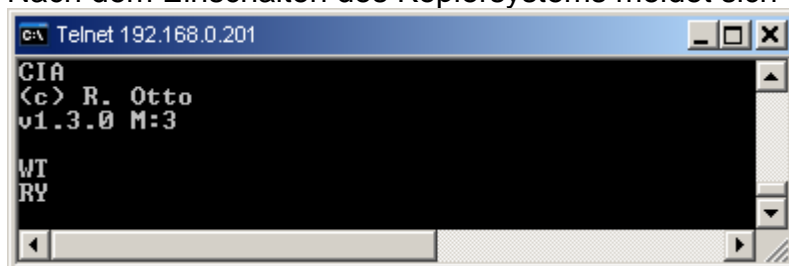 Nach dem Einschalten des Kopiersystems meldet sich
Telnet 192.168.0.201
CIA
(c) R. Otto
v1.3.0 M:3
WT
RY